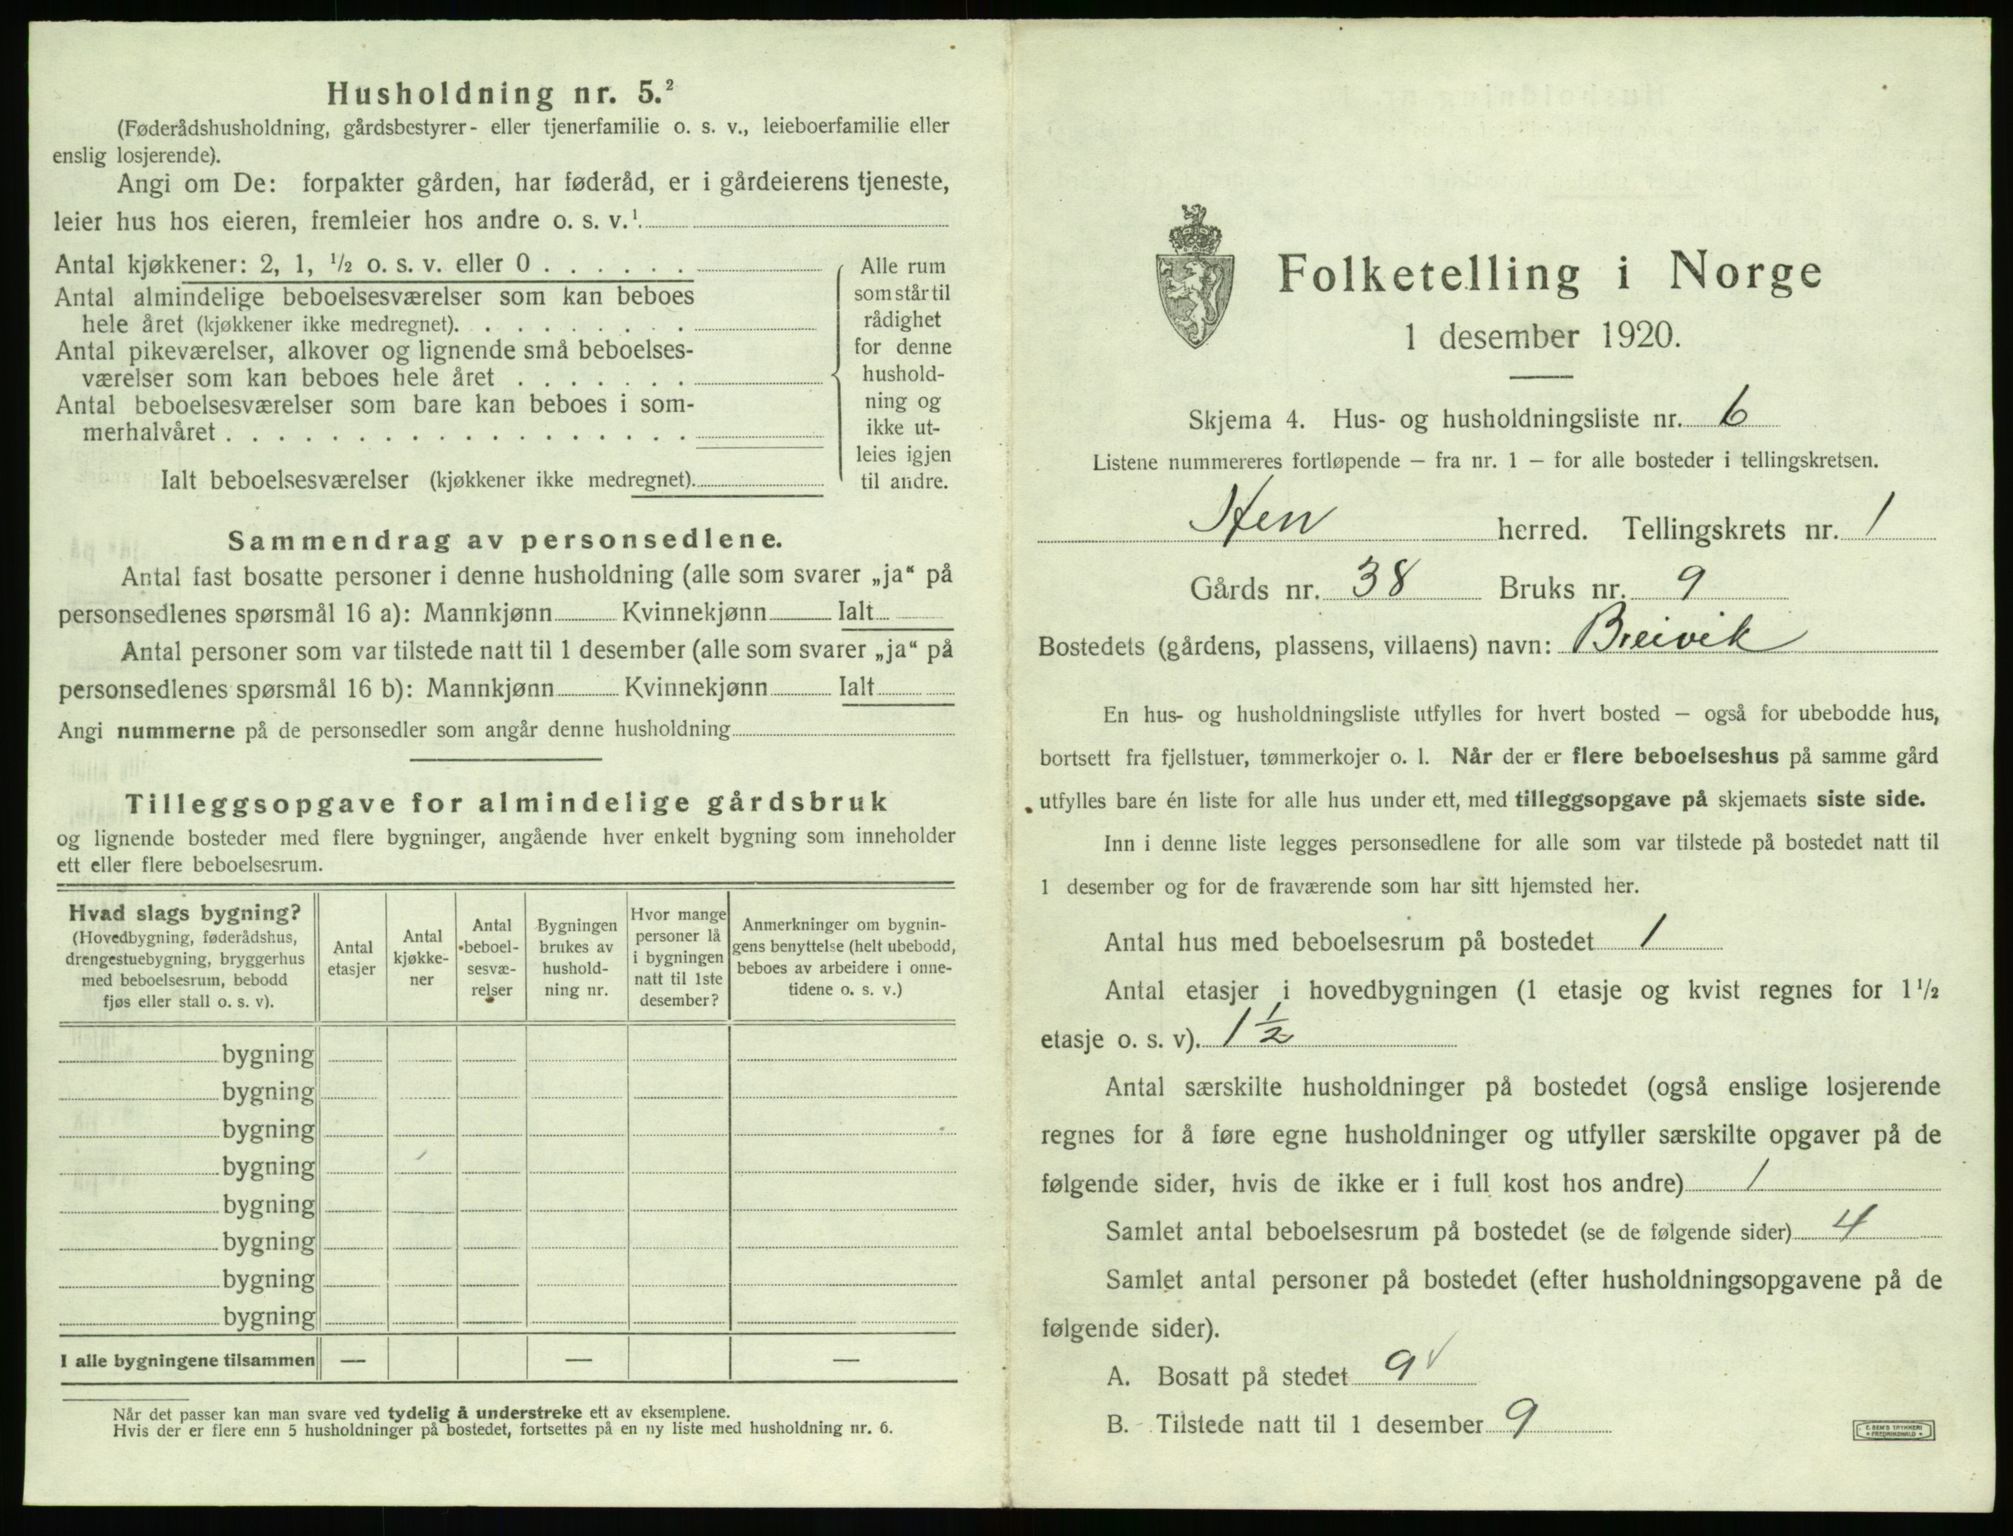 Husholdning nr. 5.²
(Føderådshusholdning, gårdsbestyrer- eller tjenerfamilie o. s. v., leieboerfamilie eller
enslig losjerende).
Angi om De: forpakter gården, har føderåd, er i gårdeierens tjeneste,
leier hus hos eieren, fremleier hos andre o. s. v.¹
Antal kjøkkener: 2, 1, ½ o. s. v. eller 0 . . . . . .
Antal almindelige beboelsesværelser som kan beboes
hele året (kjøkkener ikke medregnet). . . . . . . . .
Antal pikeværelser, alkover og lignende små beboelses-
værelser som kan beboes hele året . . . . . . .
Antal beboelsesværelser som bare kan beboes i som-
merhalvåret . . . . . . . . . . . . . . . . . .
Ialt beboelsesværelser (kjøkkener ikke medregnet).
Alle rum
som står til
rådighet
for denne
hushold-
ning og
ikke ut-
leies igjen
til andre.
Sammendrag av personsedlene.
Antal fast bosatte personer i denne husholdning (alle som svarer „ja“ på
personsedlenes spørsmål 16 a): Mannkjønn Kvinnekjønn Ialt
Antal personer som var tilstede natt til 1 desember (alle som svarer „ja“ på
personsedlenes spørsmål 16 b): Mannkjønn Kvinnekjønn Ialt
Angi nummerne på de personsedler som angår denne husholdning
Tilleggsopgave for almindelige gårdsbruk
og lignende bosteder med flere bygninger, angående hver enkelt bygning som inneholder
ett eller flere beboelsesrum.
Hvad slags bygning?
(Hovedbygning, føderådshus,
drengestuebygning, bryggerhus
med beboelsesrum, bebodd
fjøs eller stall o. s. v).
Antal
etasjer
Antal
kjøkke-
ner
Antal
beboel-
sesvæ-
relser
Bygningen
brukes av
hushold-
ning nr.
Hvor mange
personer lå
i bygningen
natt til 1ste
desember?
Anmerkninger om bygnin-
gens benyttelse (helt ubebodd,
beboes av arbeidere i onne-
tidene o. s. v.)
bygning
bygning
bygning
bygning
bygning
bygning
bygning
bygning
I alle bygningene tilsammen — — —
Når det passer kan man svare ved tydelig å understreke ett av eksemplene.
Hvis der er flere enn 5 husholdninger på bostedet, fortsettes på en ny liste med husholdning nr. 6.
Folketelling i Norge
1 desember 1920.
Skjema 4. Hus- og husholdningsliste nr. 6
Listene nummereres fortløpende – fra nr. 1 – for alle bosteder i tellingskretsen.
Hen herred. Tellingskrets nr. 1
Gårds nr. 38 Bruks nr. 9
Bostedets (gårdens, plassens, villaens) navn: Breivik
En hus- og husholdningsliste utfylles for hvert bosted – også for ubebodde hus,
bortsett fra fjellstuer, tømmerkojer o. l. Når der er flere beboelseshus på samme gård
utfylles bare én liste for alle hus under ett, med tilleggsopgave på skjemaets siste side.
Inn i denne liste legges personsedlene for alle som var tilstede på bostedet natt til
1 desember og for de fraværende som har sitt hjemsted her.
Antal hus med beboelsesrum på bostedet 1
Antal etasjer i hovedbygningen (1 etasje og kvist regnes for 1½
etasje o. s. v). 1½
Antal særskilte husholdninger på bostedet (også enslige losjerende
regnes for å føre egne husholdninger og utfyller særskilte opgaver på de
følgende sider, hvis de ikke er i full kost hos andre) 1
Samlet antal beboelsesrum på bostedet (se de følgende sider) 4
Samlet antal personer på bostedet (efter husholdningsopgavene på de
følgende sider).
A. Bosatt på stedet 9 ✓
B. Tilstede natt til 1 desember 9